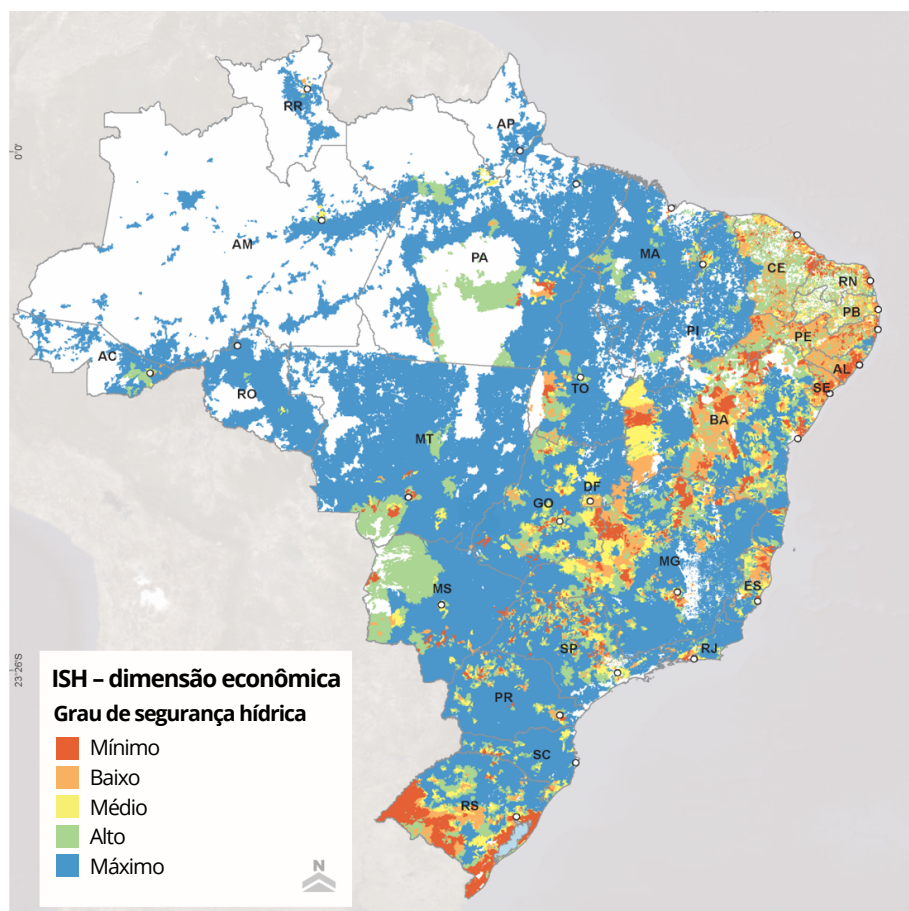 RR
AP
0°0'
AM
PA
MA
CE
RN
PB
PI
PE
AC
AL
RO
TO
SE
BA
MT
DF
GO
MG
MS
ES
SP
RJ
23°26'S
PR
SC
RS
ISH – dimensão econômica
Grau de segurança hídrica
Mínimo
Baixo
Médio
Alto
Máximo
N